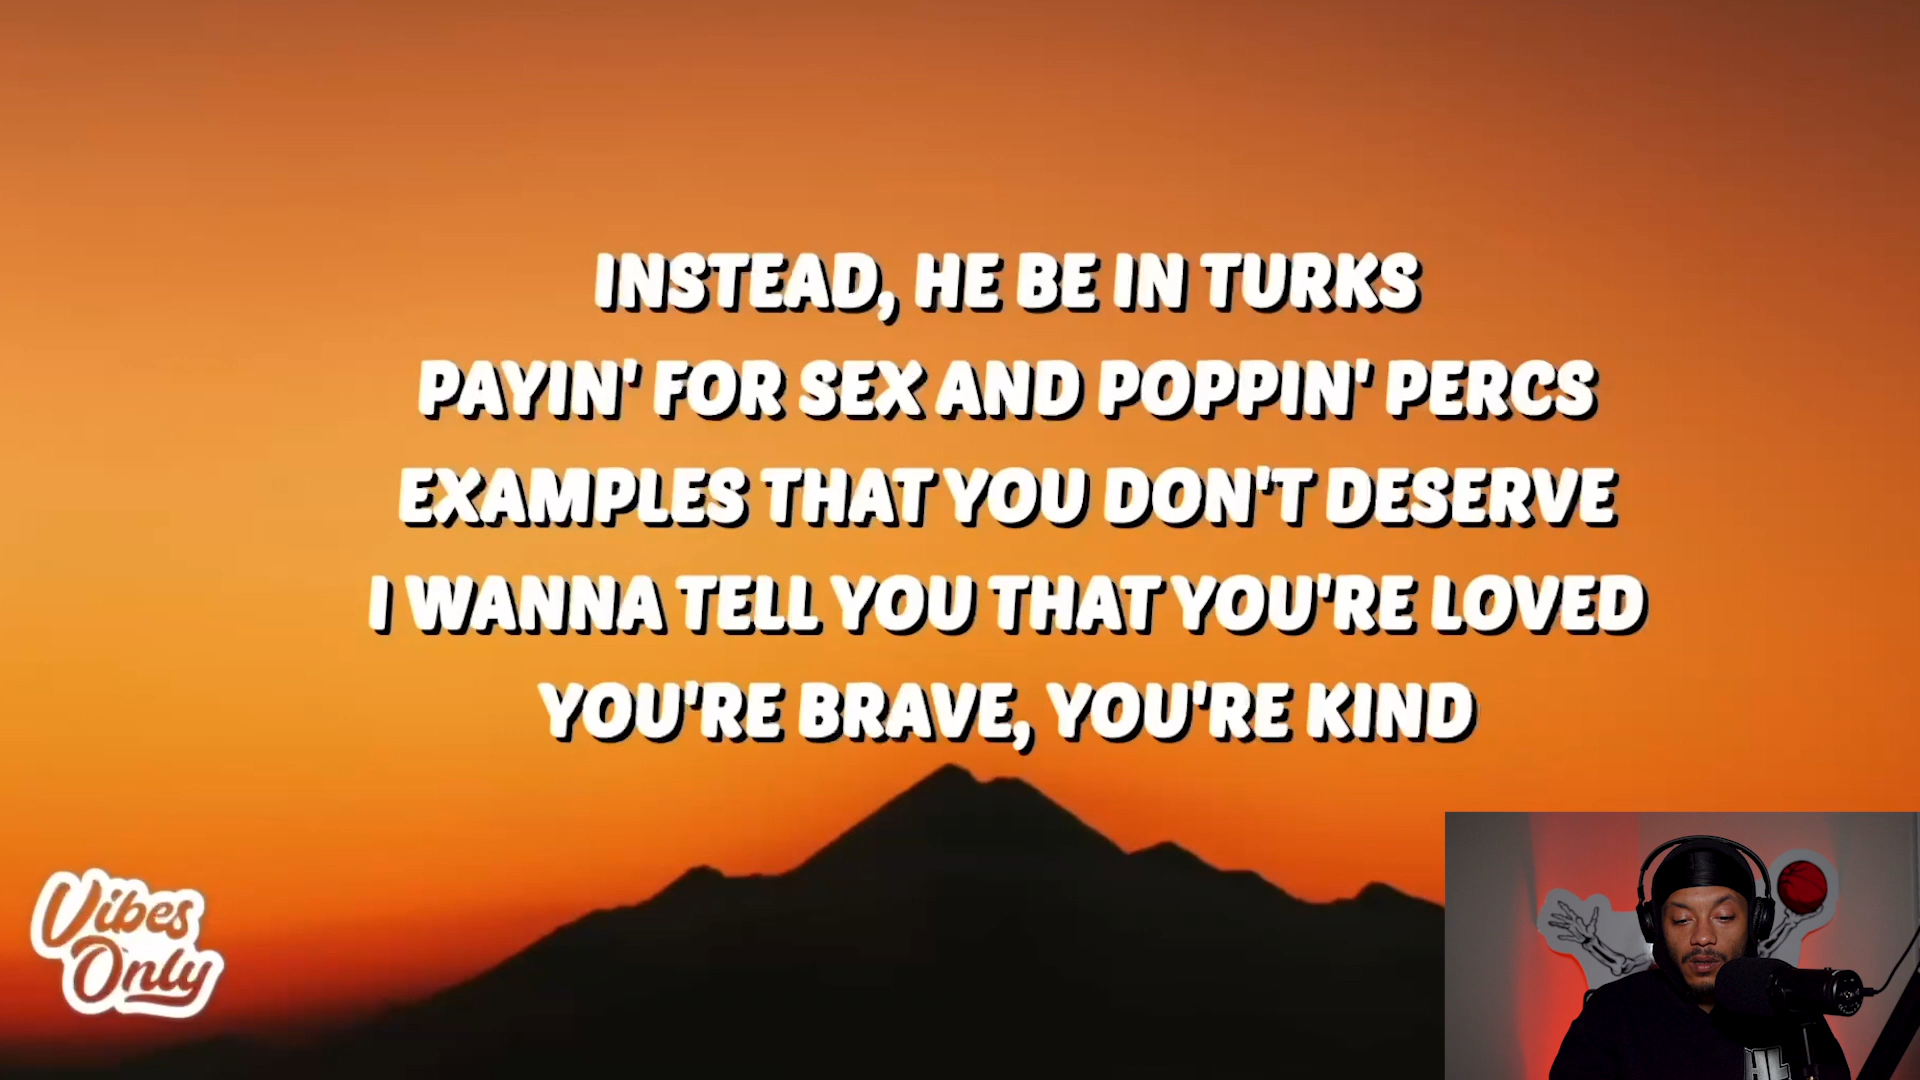 INSTEAD, HE BE IN TURKS
PAYIN' FOR SEX AND POPPIN' PERCS
EXAMPLES THAT YOU DON'T DESERVE
I WANNA TELL YOU THAT YOU'RE LOVED
YOU'RE BRAVE, YOU'RE KIND
Vibes
Only